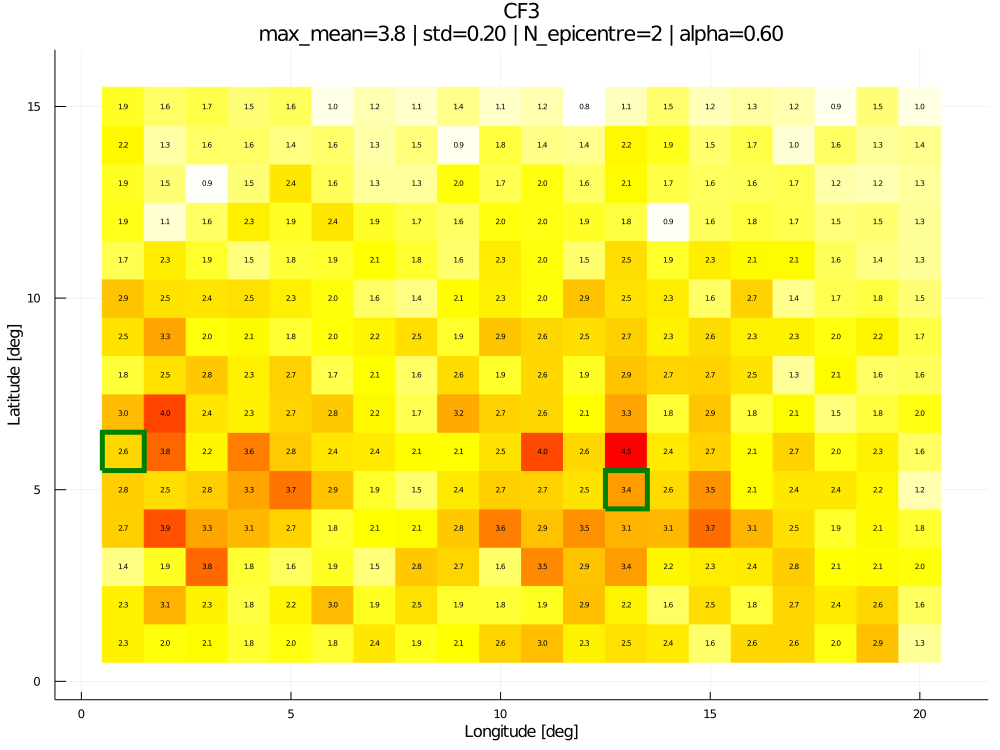 CF3
max_mean=3.8 | std=0.20 | N_epicentre=2 | alpha=0.60
15
1.9 1.6 1.7 1.5 1.6 1.0 1.2 1.1 1.4 1.1 1.2 0.8 1.1 1.5 1.2 1.3 1.2 0.9 1.5 1.0
2.2 1.3 1.6 1.6 1.4 1.6 1.3 1.5 0.9 1.8 1.4 1.4 2.2 1.9 1.5 1.7 1.0 1.6 1.3 1.4
1.9 1.5 0.9 1.5 2.4 1.6 1.3 1.3 2.0 1.7 2.0 1.6 2.1 1.7 1.6 1.6 1.7 1.2 1.2 1.3
1.9 1.1 1.6 2.3 1.9 2.4 1.9 1.7 1.6 2.0 2.0 1.9 1.8 0.9 1.6 1.8 1.7 1.5 1.5 1.3
1.7 2.3 1.9 1.5 1.8 1.9 2.1 1.8 1.6 2.3 2.0 1.5 2.5 1.9 2.3 2.1 2.1 1.6 1.4 1.3
10
2.9 2.5 2.4 2.5 2.3 2.0 1.6 1.4 2.1 2.3 2.0 2.9 2.5 2.3 1.6 2.7 1.4 1.7 1.8 1.5
2.5 3.3 2.0 2.1 1.8 2.0 2.2 2.5 1.9 2.9 2.6 2.5 2.7 2.3 2.6 2.3 2.3 2.0 2.2 1.7
1.8 2.5 2.8 2.3 2.7 1.7 2.1 1.6 2.6 1.9 2.6 1.9 2.9 2.7 2.7 2.5 1.3 2.1 1.6 1.6
3.0 4.0 2.4 2.3 2.7 2.8 2.2 1.7 3.2 2.7 2.6 2.1 3.3 1.8 2.9 1.8 2.1 1.5 1.8 2.0
2.6 3.8 2.2 3.6 2.8 2.4 2.4 2.1 2.1 2.5 4.0 2.6 4.5 2.4 2.7 2.1 2.7 2.0 2.3 1.6
5
2.8 2.5 2.8 3.3 3.7 2.9 1.9 1.5 2.4 2.7 2.7 2.5 3.4 2.6 3.5 2.1 2.4 2.4 2.2 1.2
2.7 3.9 3.3 3.1 2.7 1.8 2.1 2.1 2.8 3.6 2.9 3.5 3.1 3.1 3.7 3.1 2.5 1.9 2.1 1.8
1.4 1.9 3.8 1.8 1.6 1.9 1.5 2.8 2.7 1.6 3.5 2.9 3.4 2.2 2.3 2.4 2.8 2.1 2.1 2.0
2.3 3.1 2.3 1.8 2.2 3.0 1.9 2.5 1.9 1.8 1.9 2.9 2.2 1.6 2.5 1.8 2.7 2.4 2.6 1.6
2.3 2.0 2.1 1.8 2.0 1.8 2.4 1.9 2.1 2.6 3.0 2.3 2.5 2.4 1.6 2.6 2.6 2.0 2.9 1.3
0
Latitude [deg]
0 5 10 15 20
Longitude [deg]